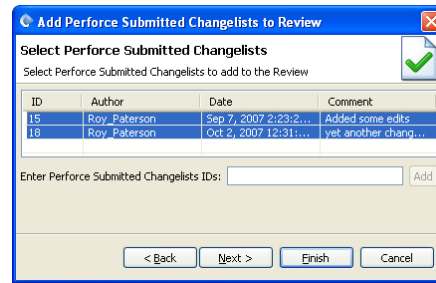 Add Perforce Submitted Changelists to Review
Select Perforce Submitted Changelists
Select Perforce Submitted Changelists to add to the Review
ID Author Date Comment
15 Roy_Paterson Sep 7, 2007 2:23:2... Added some edits
18 Roy_Paterson Oct 2, 2007 12:31:... yet another chang...
Enter Perforce Submitted Changelists IDs: Add
< Back Next > Finish Cancel